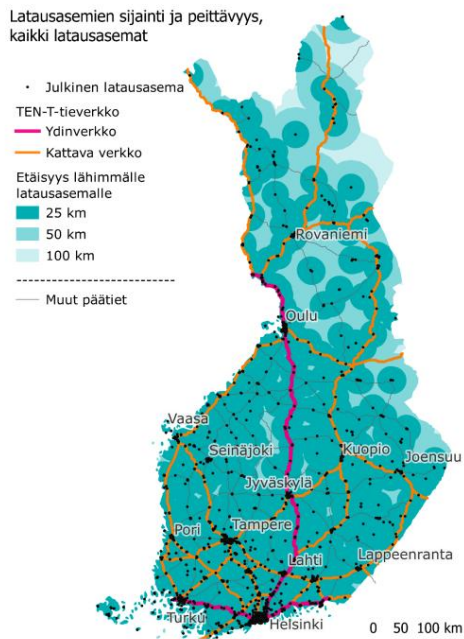 Latausasemien sijainti ja peittävyys,
kaikki latausasemat
Julkinen latausasema
TEN-T-tieverkko
Ydinverkko
Kattava verkko
Etäisyys lähimmälle
latausasemalle
25 km
50 km
100 km
Muut päätiet
Rovaniemi
Oulu
Vaasa
Seinäjoki
Kuopio
Joensuu
Jyväskylä
Pori
Tampere
Lahti
Lappeenranta
Turku
Helsinki
0 50 100 km